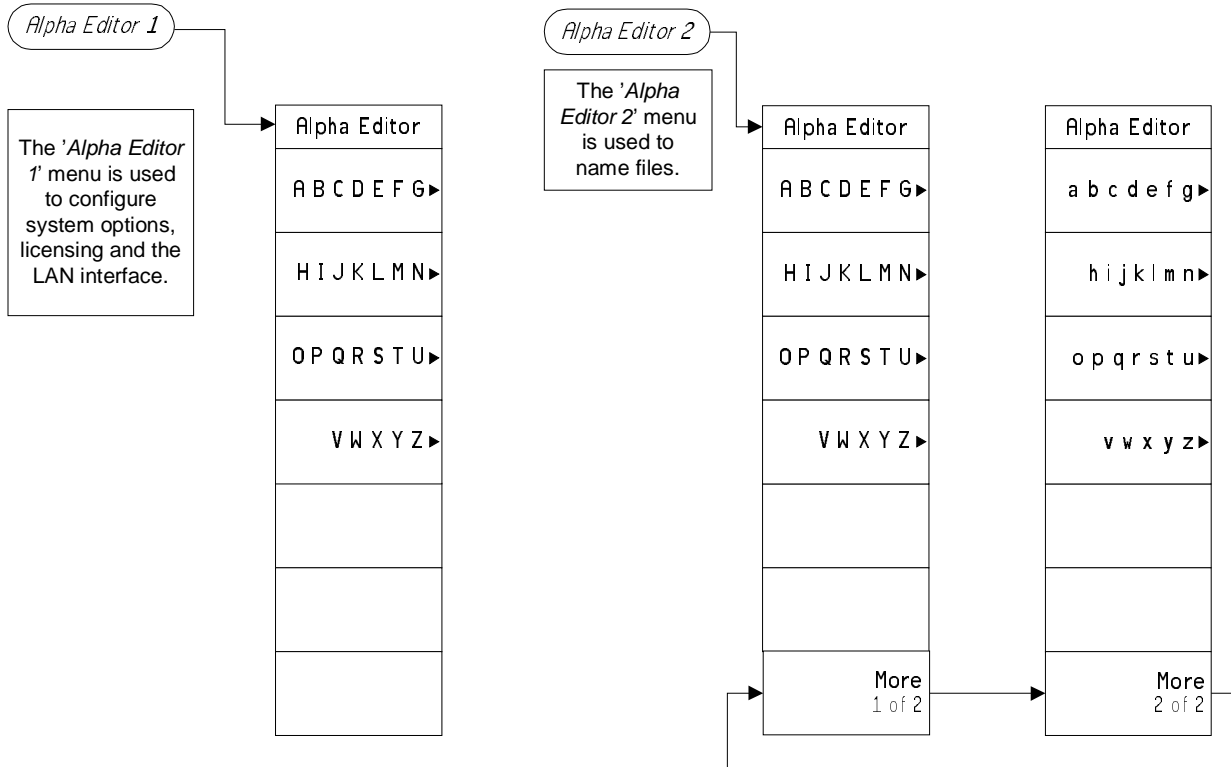 Alpha Editor 1
The 'Alpha Editor
1' menu is used
to configure
system options,
licensing and the
LAN interface.
Alpha Editor
A B C D E F G
H I J K L M N
O P Q R S T U
V W X Y Z
Alpha Editor 2
The 'Alpha
Editor 2' menu
is used to
name files.
Alpha Editor
A B C D E F G
H I J K L M N
O P Q R S T U
V W X Y Z
More
1 of 2
Alpha Editor
a b c d e f g
h i j k l m n
o p q r s t u
v w x y z
More
2 of 2